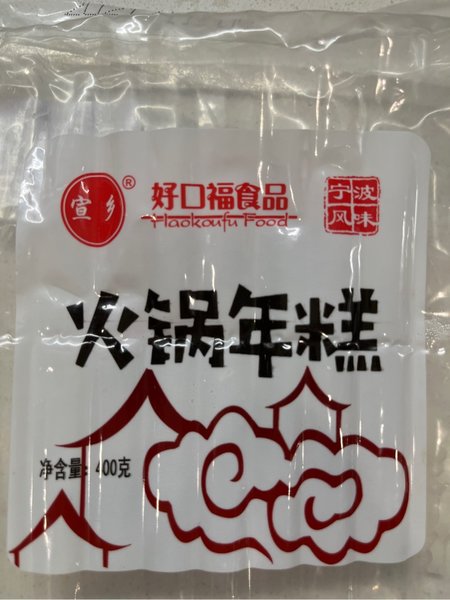 宣乡®
好口福食品
Haokoufu Food
宁波
风味
火锅年糕
净含量：400克